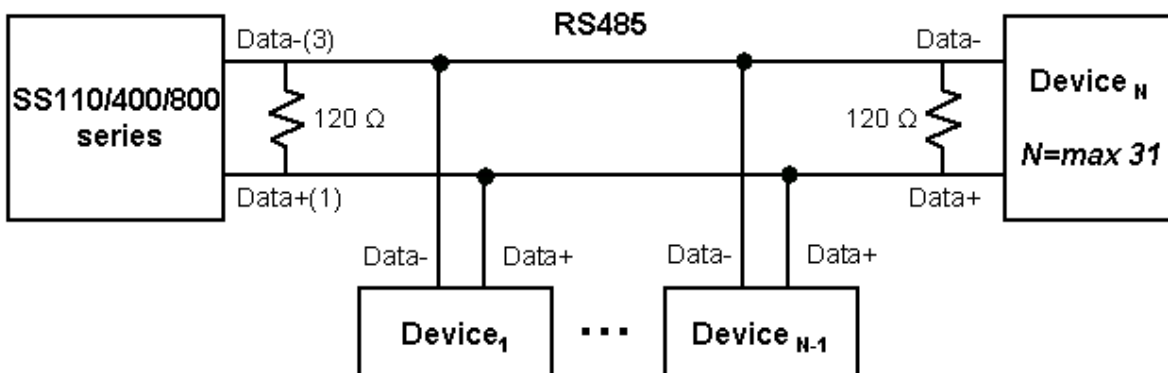 RS485
Data-(3)
Data-
SS110/400/800
series
120 Ω
120 Ω
Device N
N=max 31
Data+(1)
Data+
Data-
Data+
Data-
Data+
Device1
...
Device N-1